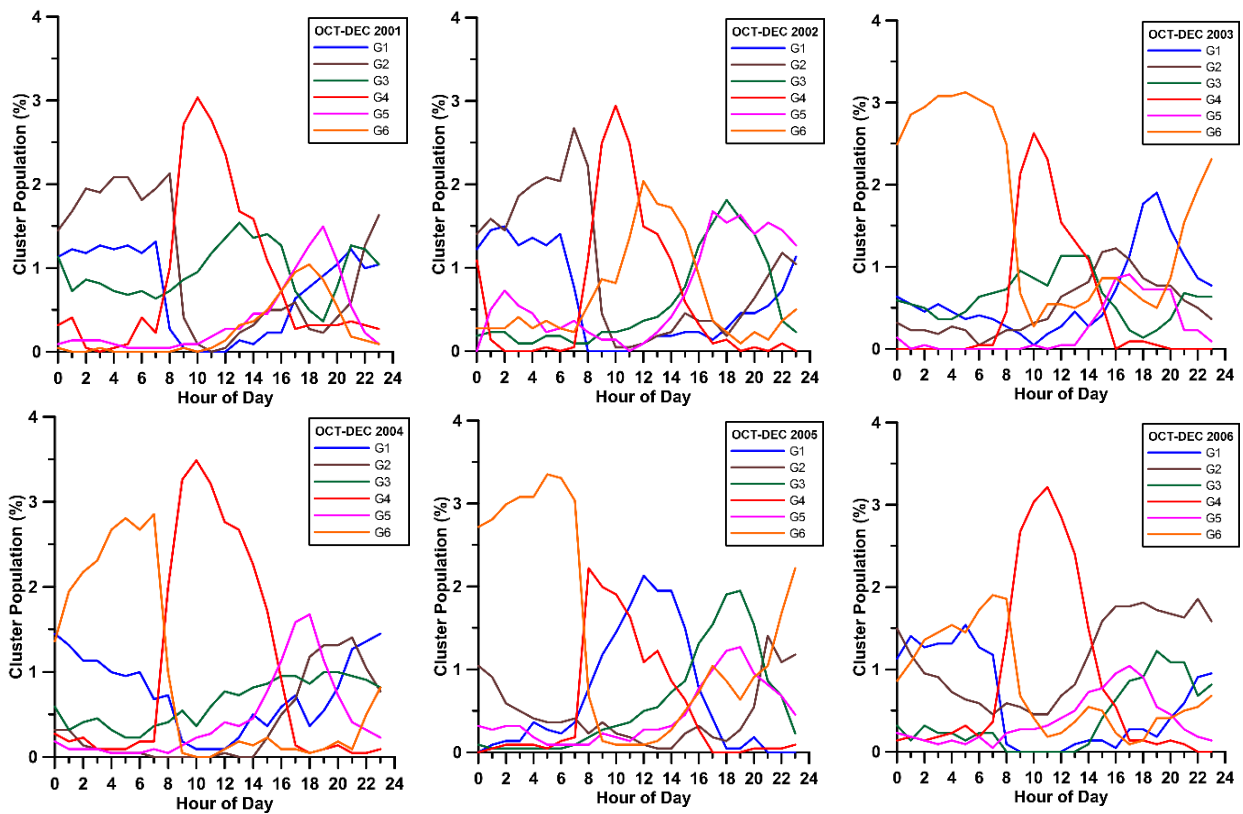 OCT-DEC 2001
G1
G2
G3
G4
G5
G6
Cluster Population (%)
4
3
2
1
0
0 2 4 6 8 10 12 14 16 18 20 22 24
Hour of Day
OCT-DEC 2002
G1
G2
G3
G4
G5
G6
Cluster Population (%)
4
3
2
1
0
0 2 4 6 8 10 12 14 16 18 20 22 24
Hour of Day
OCT-DEC 2003
G1
G2
G3
G4
G5
G6
Cluster Population (%)
4
3
2
1
0
0 2 4 6 8 10 12 14 16 18 20 22 24
Hour of Day
OCT-DEC 2004
G1
G2
G3
G4
G5
G6
Cluster Population (%)
4
3
2
1
0
0 2 4 6 8 10 12 14 16 18 20 22 24
Hour of Day
OCT-DEC 2005
G1
G2
G3
G4
G5
G6
Cluster Population (%)
4
3
2
1
0
0 2 4 6 8 10 12 14 16 18 20 22 24
Hour of Day
OCT-DEC 2006
G1
G2
G3
G4
G5
G6
Cluster Population (%)
4
3
2
1
0
0 2 4 6 8 10 12 14 16 18 20 22 24
Hour of Day